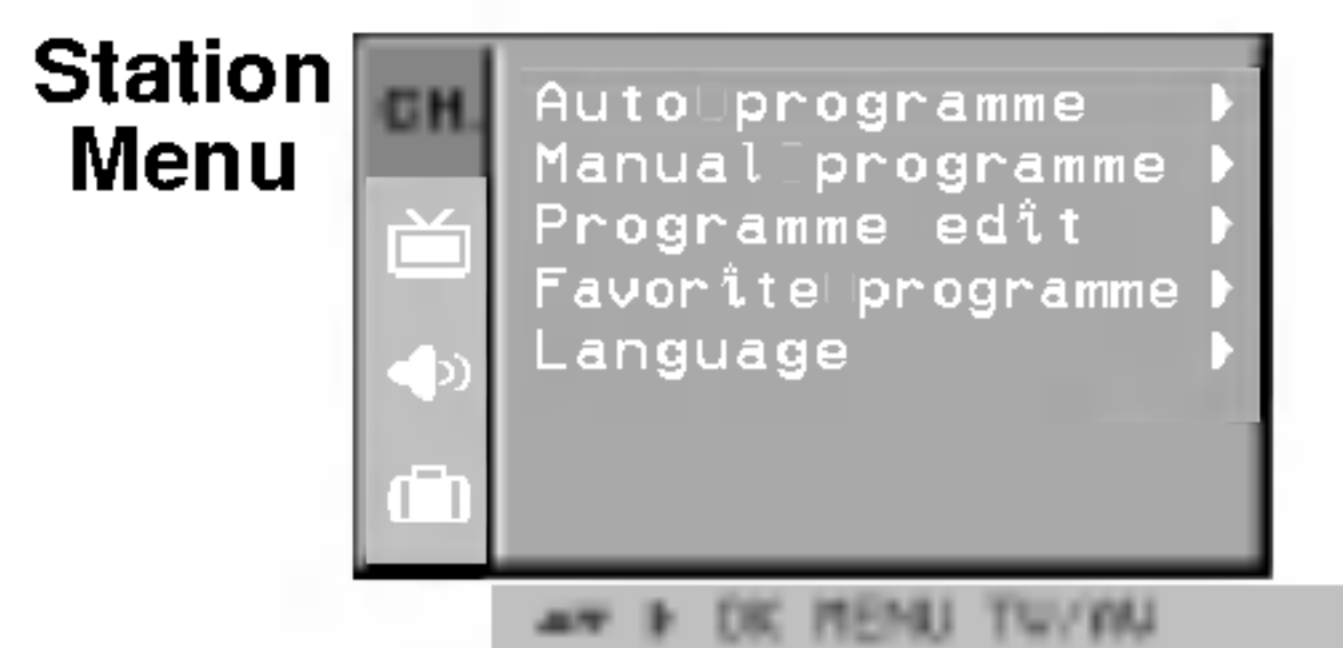 Station
Menu
CH.
Auto programme
Manual programme
Programme edit
Favorite programme
Language
OK MENU TV/AV